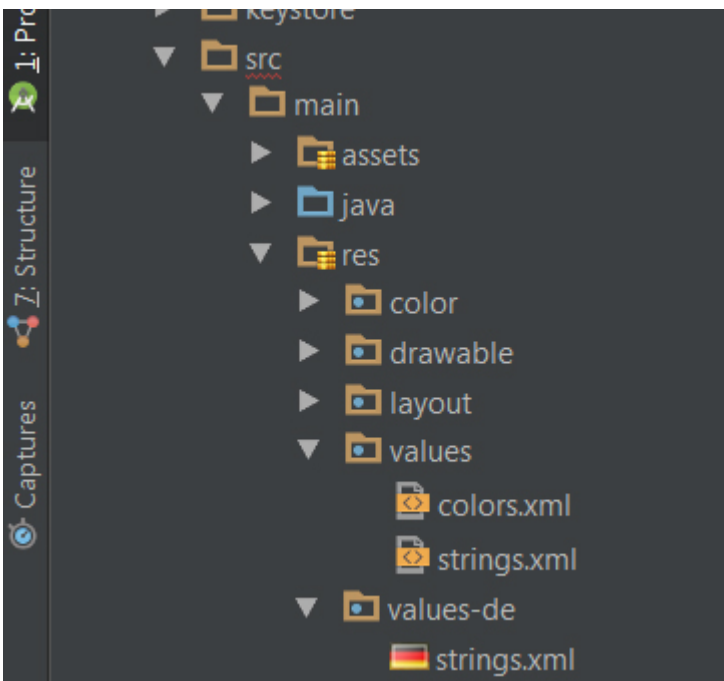 keystore
src
main
assets
java
res
color
drawable
layout
values
colors.xml
strings.xml
values-de
strings.xml
1: Pro
7: Structure
Captures